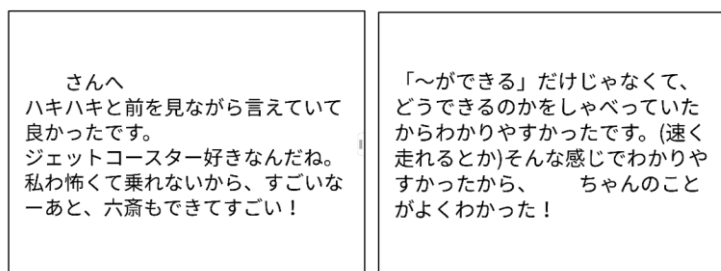 さんへ
ハキハキと前を見ながら言えていて
良かったです。
ジェットコースター好きなんだね。
私わ怖くて乗れないから、すごいな
ーあと、六斎もできてすごい！
「〜ができる」だけじゃなくて、
どうできるのかをしゃべっていた
からわかりやすかったです。(速く
走れるとか)そんな感じでわかりや
すかったから、　　ちゃんのこと
がよくわかった！